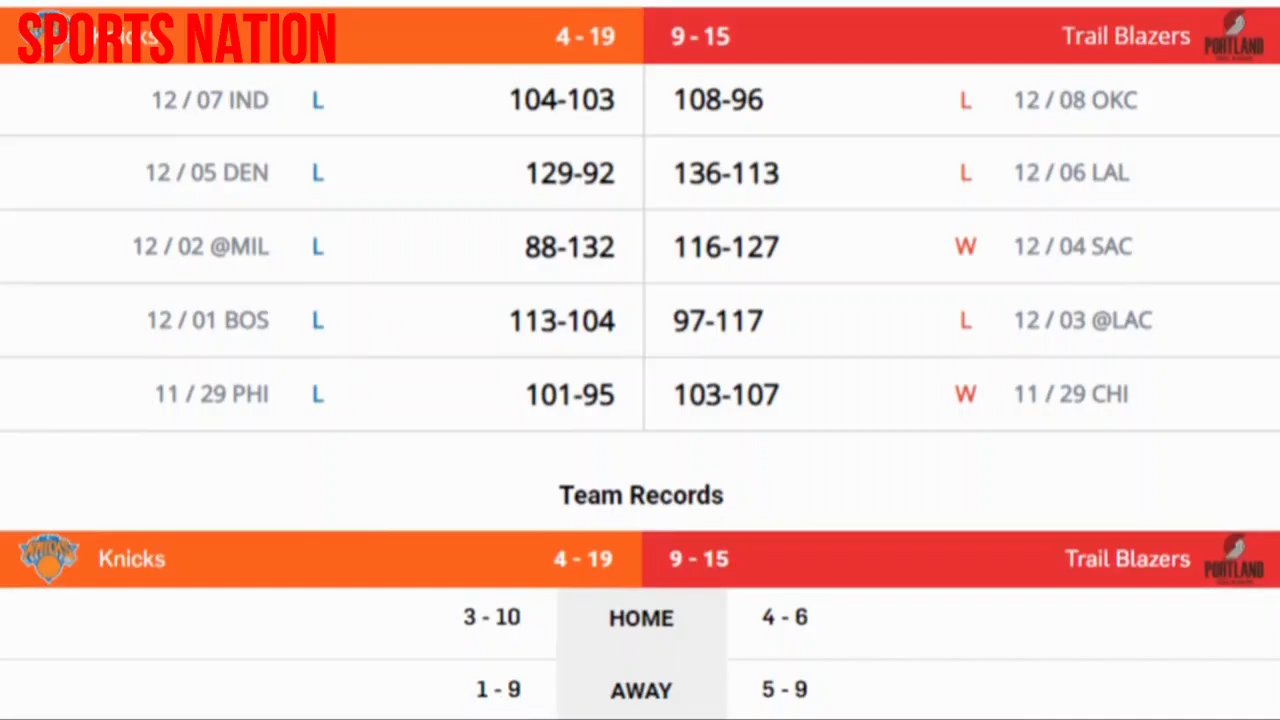 SPORTS NATION
Knicks 4 - 19 9 - 15 Trail Blazers PORTLAND
12 / 07 IND L 104-103 108-96 L 12 / 08 OKC
12 / 05 DEN L 129-92 136-113 L 12 / 06 LAL
12 / 02 @MIL L 88-132 116-127 W 12 / 04 SAC
12 / 01 BOS L 113-104 97-117 L 12 / 03 @LAC
11 / 29 PHI L 101-95 103-107 W 11 / 29 CHI
Team Records
KNICKS Knicks 4 - 19 9 - 15 Trail Blazers PORTLAND
3 - 10 HOME 4 - 6
1 - 9 AWAY 5 - 9